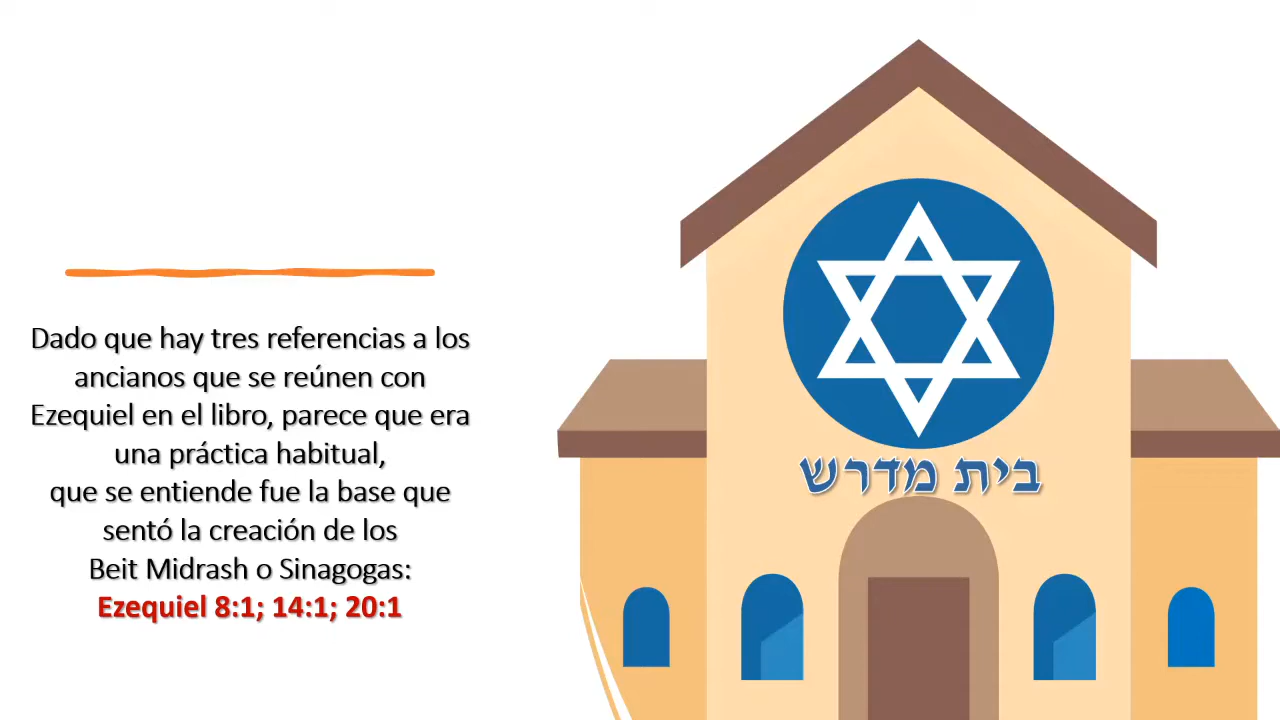 Dado que hay tres referencias a los
ancianos que se reúnen con
Ezequiel en el libro, parece que era
una práctica habitual,
que se entiende fue la base que
sentó la creación de los
Beit Midrash o Sinagogas:
Ezequiel 8:1; 14:1; 20:1
בית מדרש